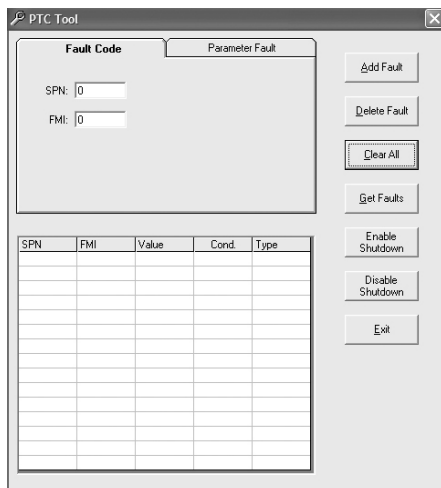 PTC Tool
Fault Code
Parameter Fault
SPN: 0
FMI: 0
Add Fault
Delete Fault
Clear All
Get Faults
Enable
Shutdown
Disable
Shutdown
Exit
SPN FMI Value Cond. Type